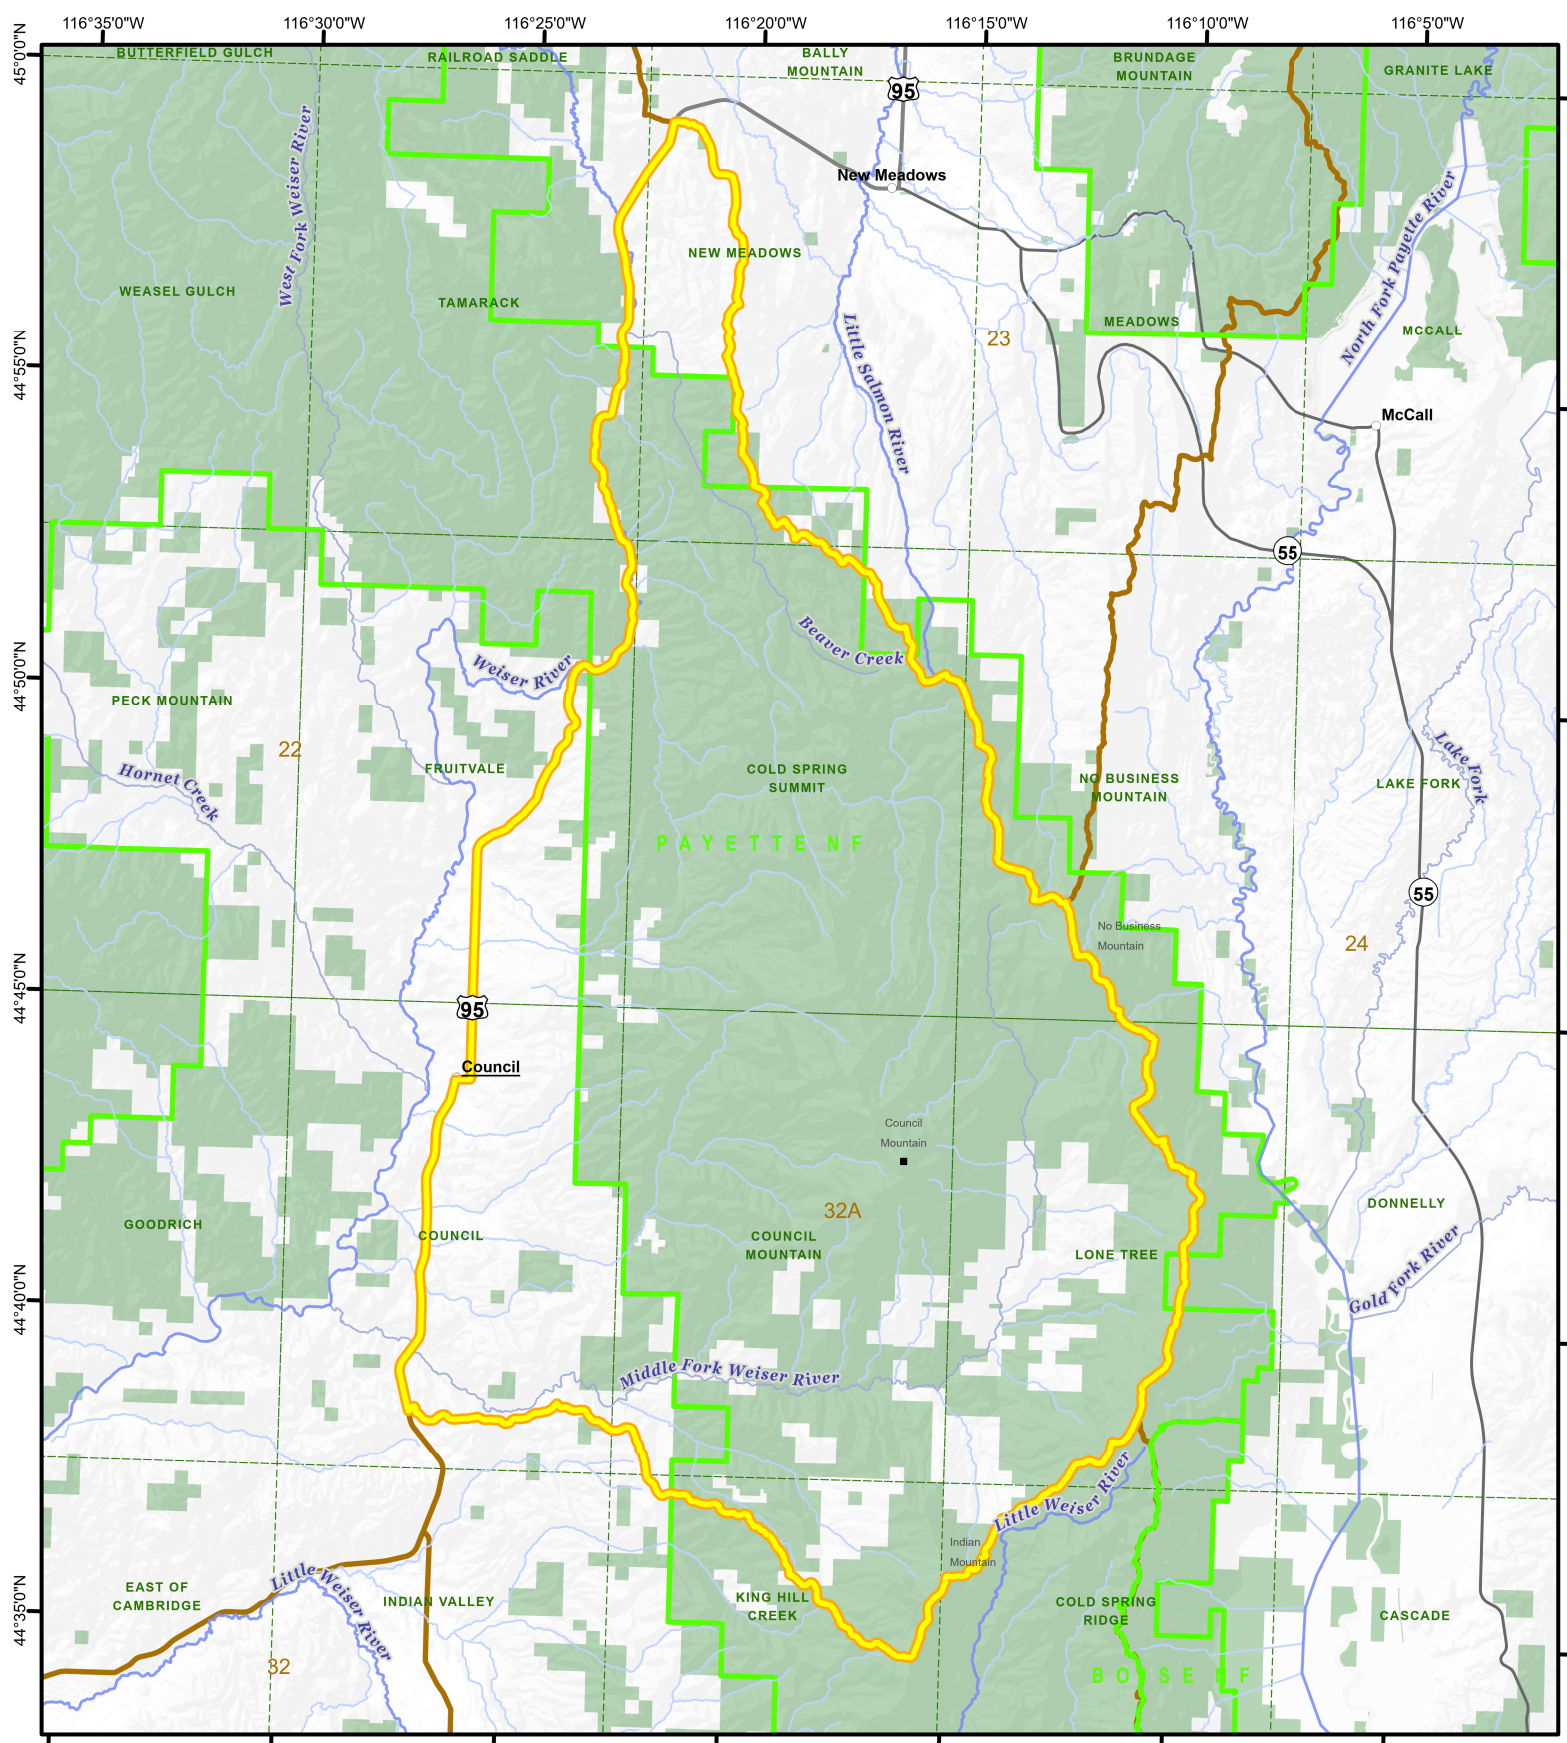 116°35'0"W
116°30'0"W
116°25'0"W
116°20'0"W
116°15'0"W
116°10'0"W
116°5'0"W
45°0'0"N
BUTTERFIELD GULCH
RAILROAD SADDLE
BALLY
MOUNTAIN
BRUNDAGE
MOUNTAIN
GRANITE LAKE
95
West Fork Weiser River
New Meadows
North Fork Payette River
NEW MEADOWS
WEASEL GULCH
TAMARACK
MEADOWS
MCCALL
23
Little Salmon River
44°55'0"N
McCall
55
Beaver Creek
Weiser River
44°50'0"N
PECK MOUNTAIN
22
Hornet Creek
FRUITVALE
COLD SPRING
SUMMIT
NO BUSINESS
MOUNTAIN
LAKE FORK
Lake Fork
PAYETTE NF
55
No Business
Mountain
24
44°45'0"N
95
Council
Council
Mountain
32A
GOODRICH
COUNCIL
COUNCIL
MOUNTAIN
LONE TREE
DONNELLY
Gold Fork River
44°40'0"N
Middle Fork Weiser River
Little Weiser River
Indian
Mountain
44°35'0"N
EAST OF
CAMBRIDGE
Little Weiser River
INDIAN VALLEY
KING HILL
CREEK
COLD SPRING
RIDGE
CASCADE
32
BOISE NF